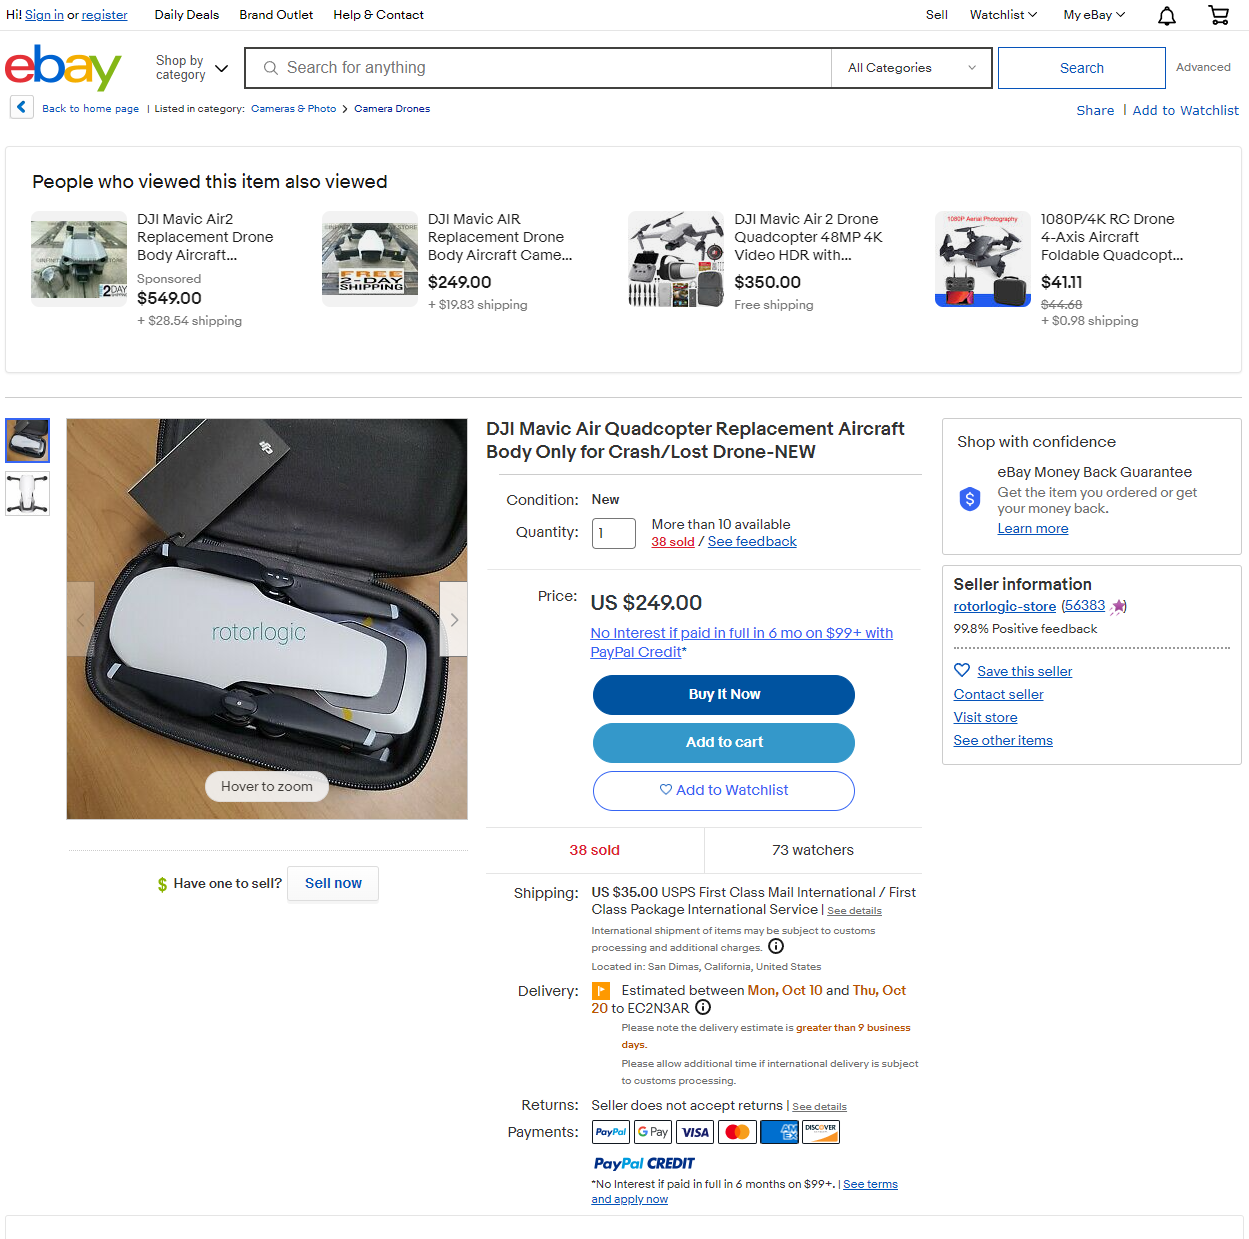 Hi! Sign in or register
Daily Deals
Brand Outlet
Help & Contact
Sell
Watchlist
My eBay
ebay
Shop by
category
Search for anything
All Categories
Search
Advanced
Back to home page | Listed in category: Cameras & Photo > Camera Drones
Share | Add to Watchlist
People who viewed this item also viewed
DJI Mavic Air2
Replacement Drone
Body Aircraft...
Sponsored
$549.00
+ $28.54 shipping
2DAY
DJI Mavic AIR
Replacement Drone
Body Aircraft Came...
$249.00
+ $19.83 shipping
FREE
2-DAY
SHIPPING
DJI Mavic Air 2 Drone
Quadcopter 48MP 4K
Video HDR with...
$350.00
Free shipping
1080P Aerial Photography
1080P/4K RC Drone
4-Axis Aircraft
Foldable Quadcopt...
$41.11
$44.68
+ $0.98 shipping
dji
rotorlogic
Hover to zoom
Have one to sell? Sell now
DJI Mavic Air Quadcopter Replacement Aircraft
Body Only for Crash/Lost Drone-NEW
Condition: New
Quantity: 1
More than 10 available
38 sold / See feedback
Price: US $249.00
No Interest if paid in full in 6 mo on $99+ with
PayPal Credit*
Buy It Now
Add to cart
Add to Watchlist
38 sold
73 watchers
Shipping: US $35.00 USPS First Class Mail International / First
Class Package International Service | See details
International shipment of items may be subject to customs
processing and additional charges.
Located in: San Dimas, California, United States
Delivery: Estimated between Mon, Oct 10 and Thu, Oct
20 to EC2N3AR
Please note the delivery estimate is greater than 9 business
days.
Please allow additional time if international delivery is subject
to customs processing.
Returns: Seller does not accept returns | See details
Payments: PayPal G Pay VISA AMEX DISCOVER
PayPal CREDIT
*No Interest if paid in full in 6 months on $99+. | See terms
and apply now
Shop with confidence
eBay Money Back Guarantee
Get the item you ordered or get
your money back.
Learn more
Seller information
rotorlogic-store (56383)
99.8% Positive feedback
Save this seller
Contact seller
Visit store
See other items